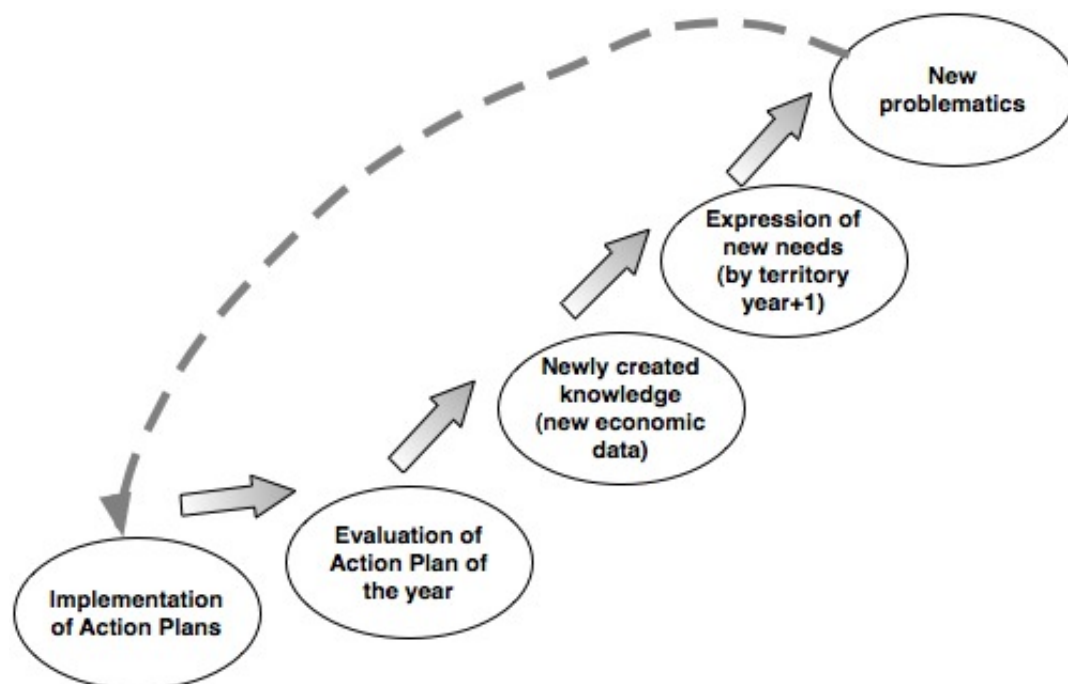 New
problematics
Expression of
new needs
(by territory
year+1)
Newly created
knowledge
(new economic
data)
Evaluation of
Action Plan of
the year
Implementation
of Action Plans